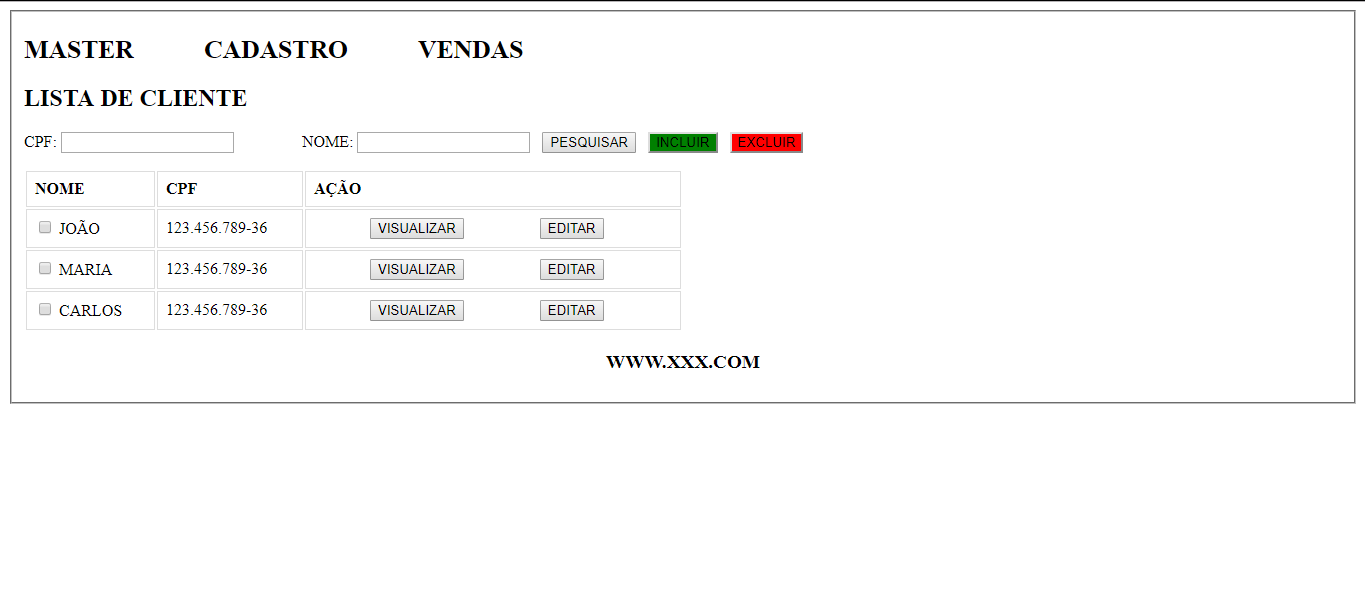 MASTER CADASTRO VENDAS
LISTA DE CLIENTE
CPF: NOME: PESQUISAR INCLUIR EXCLUIR
NOME CPF AÇÃO
JOÃO 123.456.789-36 VISUALIZAR EDITAR
MARIA 123.456.789-36 VISUALIZAR EDITAR
CARLOS 123.456.789-36 VISUALIZAR EDITAR
WWW.XXX.COM